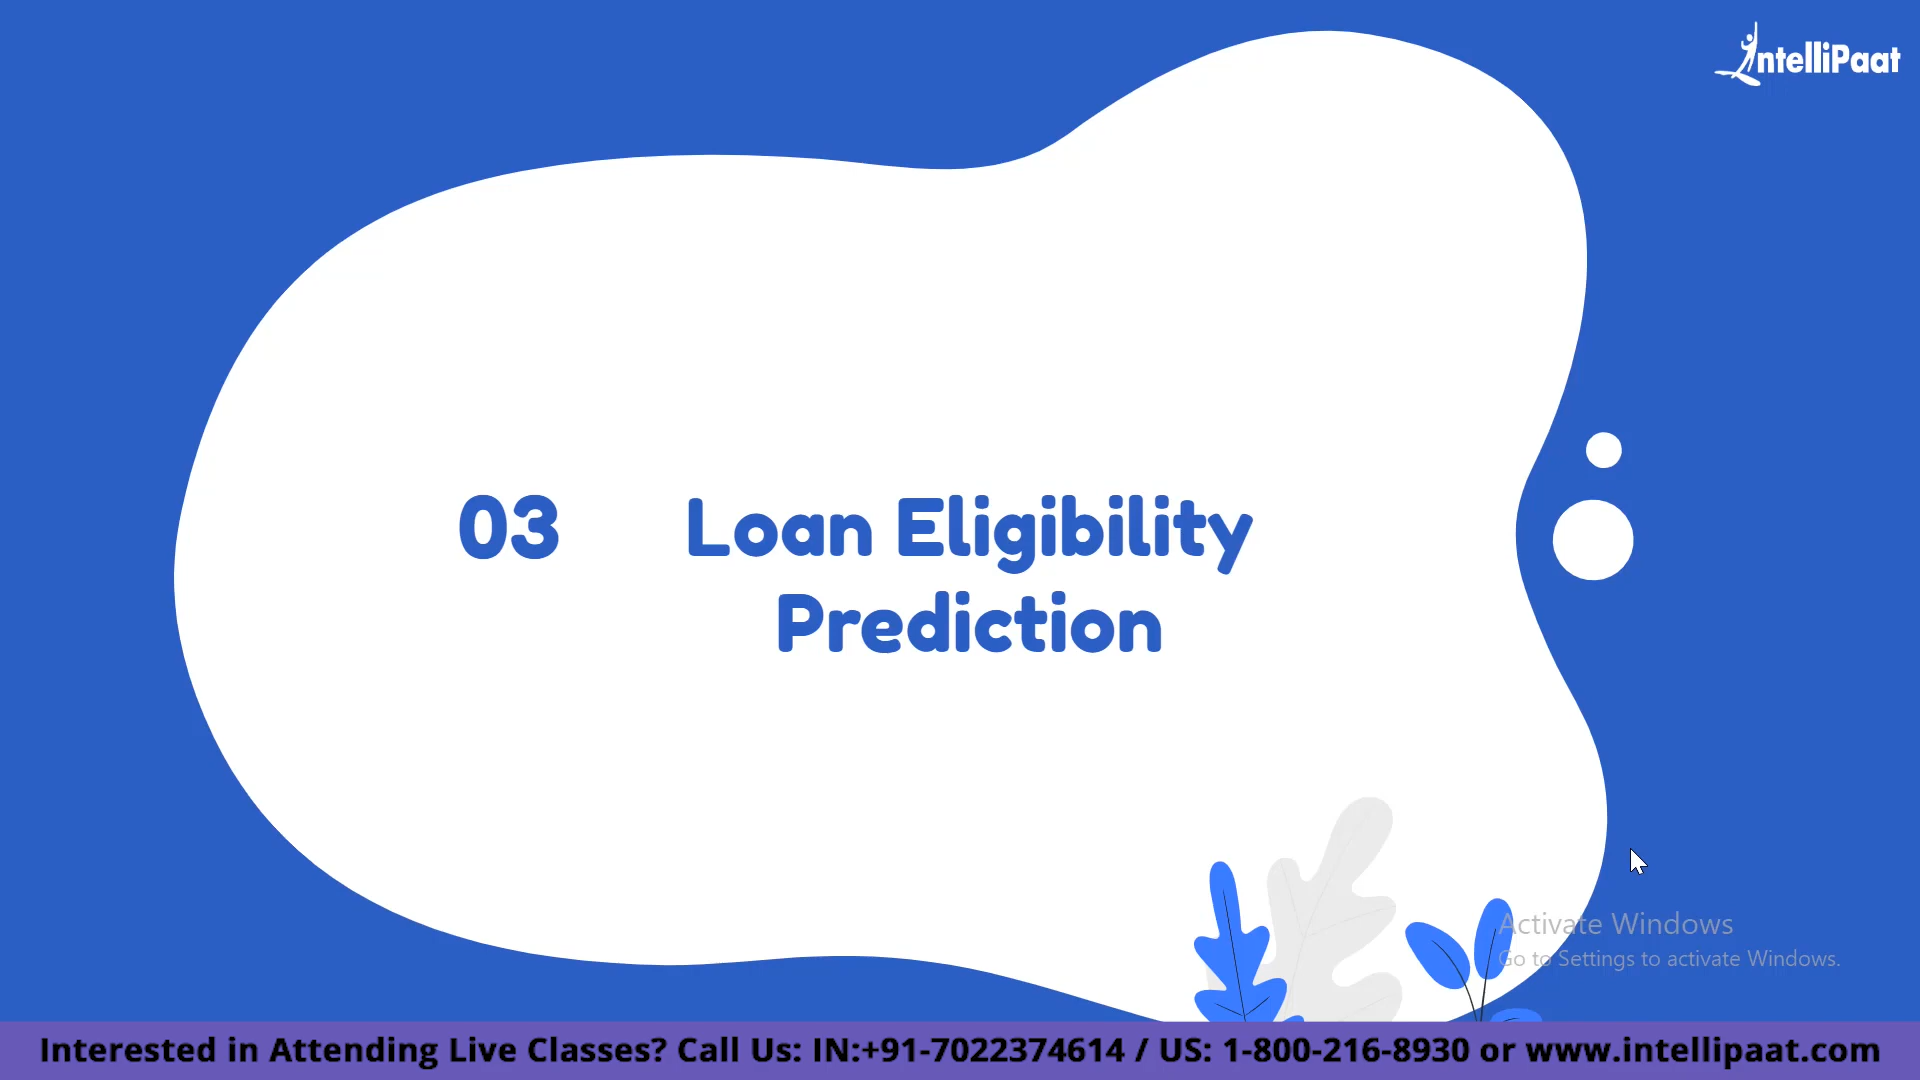 IntelliPaat
03 Loan Eligibility
Prediction
Activate Windows
Go to Settings to activate Windows.
Interested in Attending Live Classes? Call Us: IN:+91-7022374614 / US: 1-800-216-8930 or www.intellipaat.com